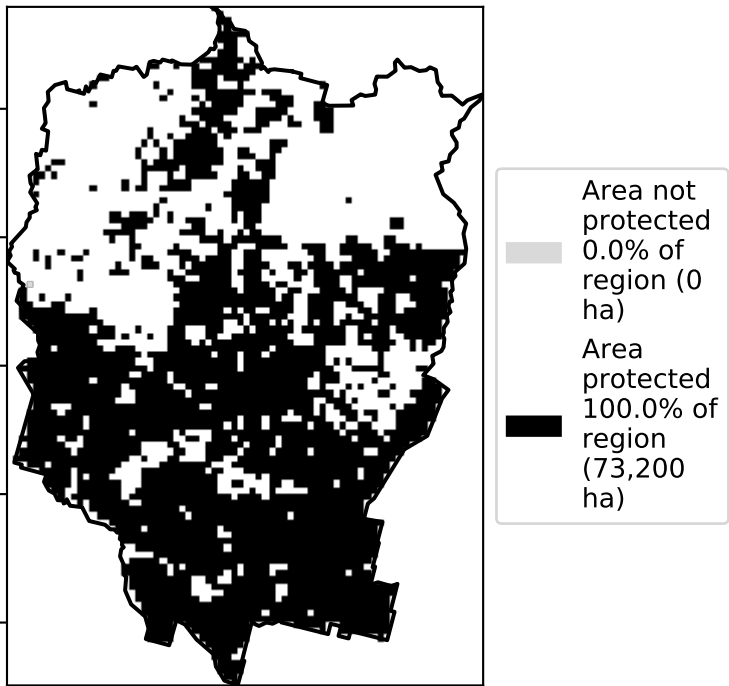 Area not
protected
0.0% of
region (0
ha)
Area
protected
100.0% of
region
(73,200
ha)